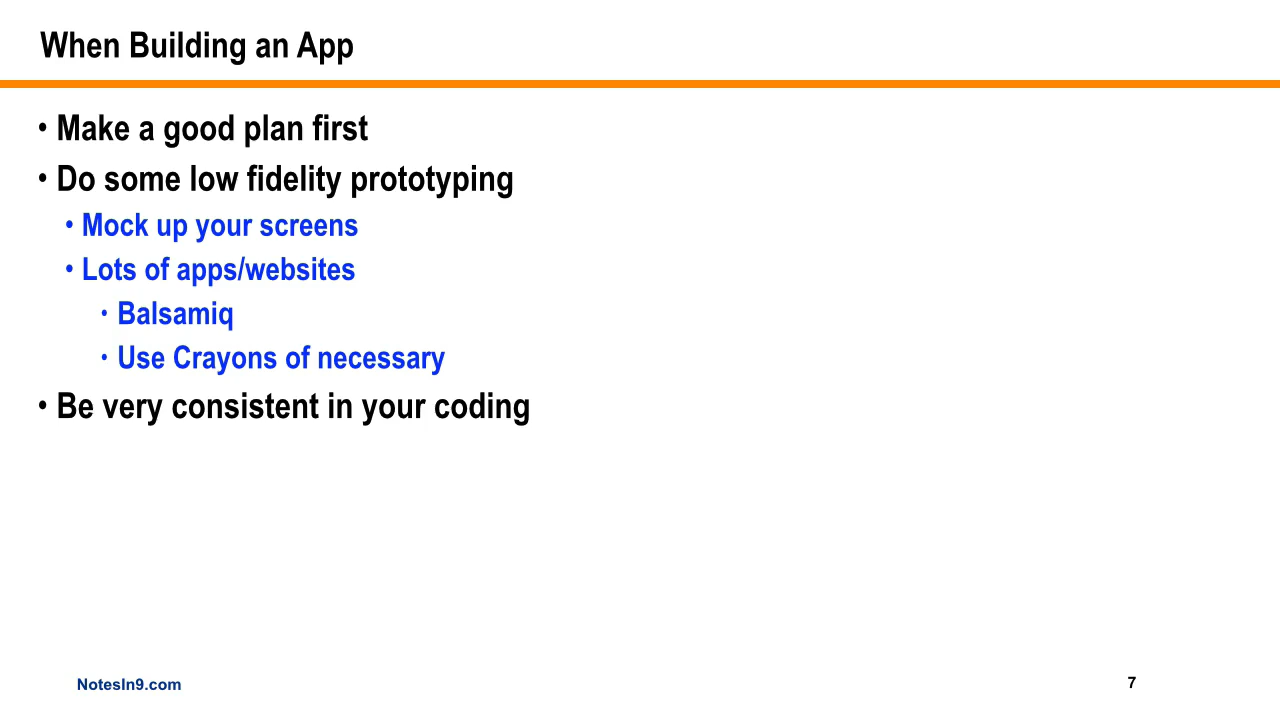 When Building an App
• Make a good plan first
• Do some low fidelity prototyping
• Mock up your screens
• Lots of apps/websites
• Balsamiq
• Use Crayons of necessary
• Be very consistent in your coding
NotesIn9.com
7